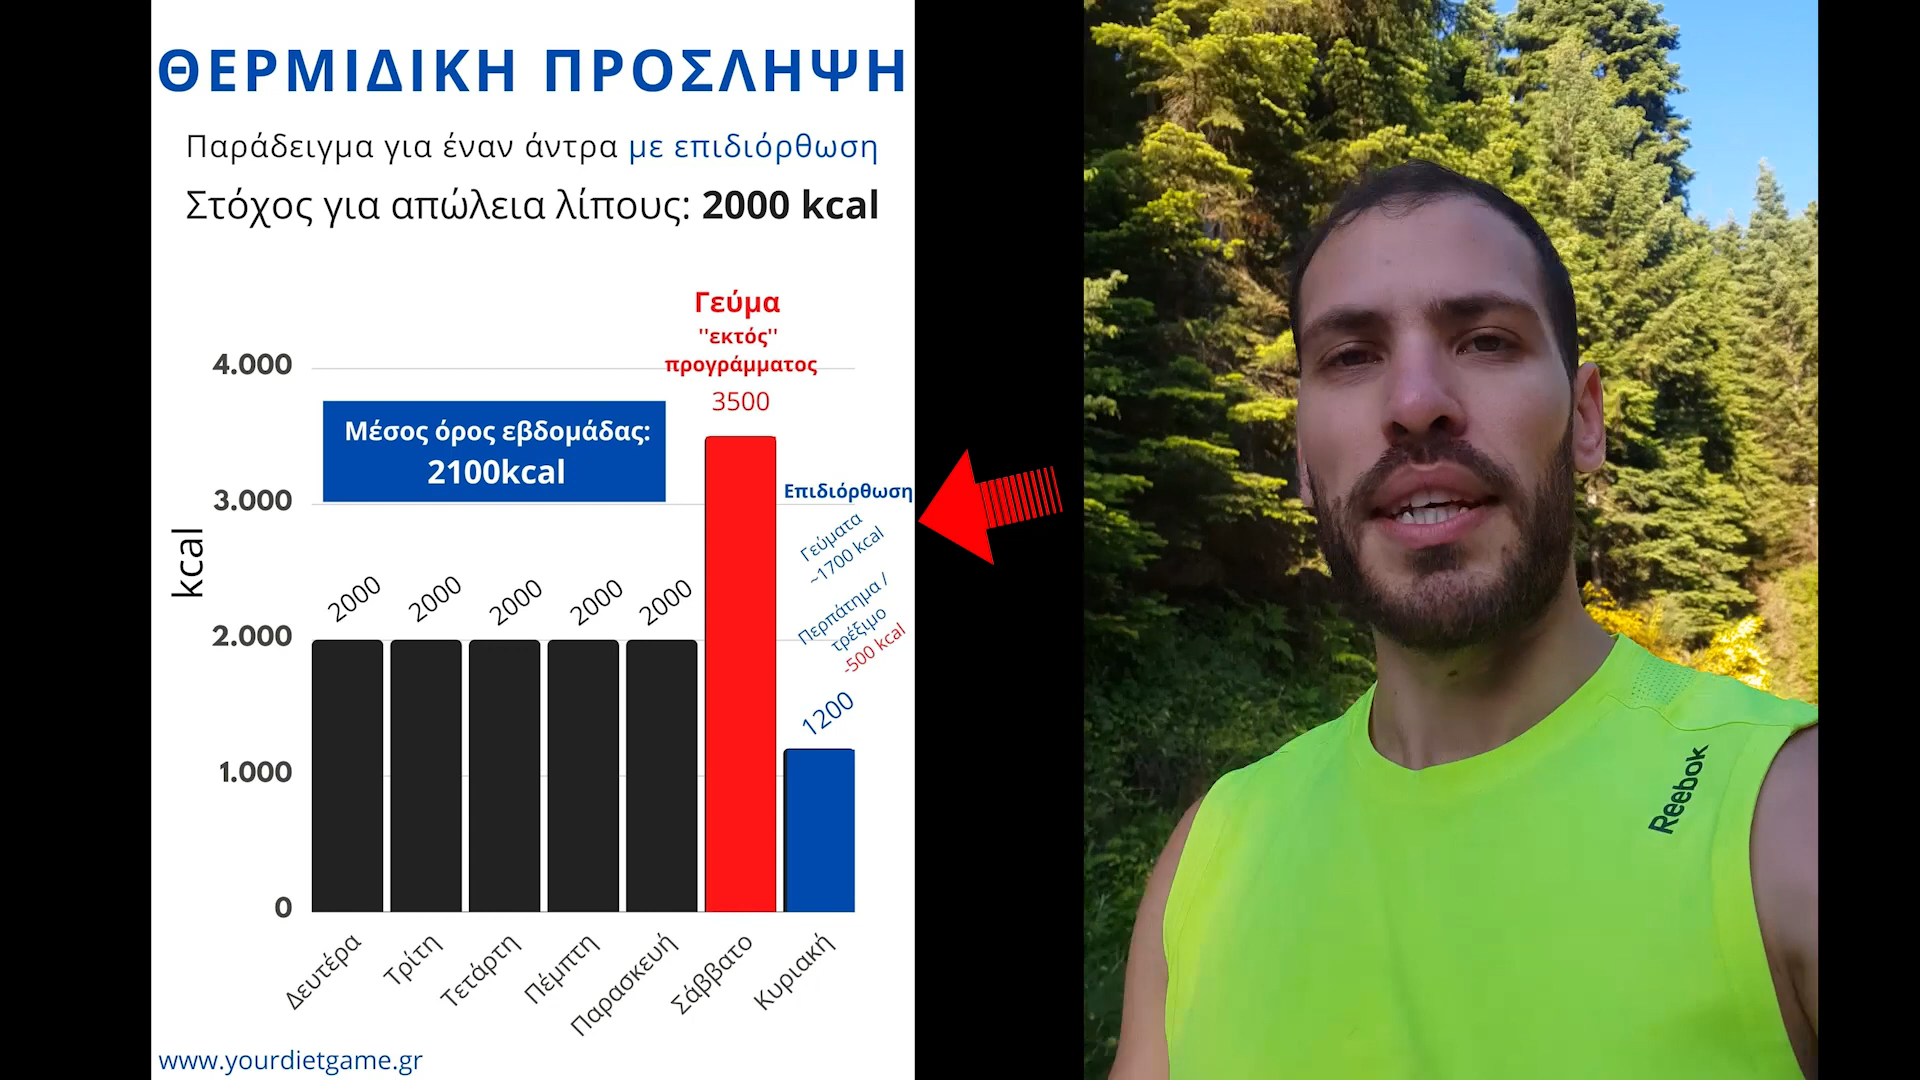 ΘΕΡΜΙΔΙΚΗ ΠΡΟΣΛΗΨΗ
Παράδειγμα για έναν άντρα με επιδιόρθωση
Στόχος για απώλεια λίπους: 2000 kcal
Γεύμα
''εκτός''
προγράμματος
3500
4.000
3.000
2.000
1.000
0
kcal
Μέσος όρος εβδομάδας:
2100kcal
Επιδιόρθωση
Γεύματα
~1700 kcal
Περπάτημα /
τρέξιμο
-500 kcal
2000
2000
2000
2000
2000
1200
Δευτέρα
Τρίτη
Τετάρτη
Πέμπτη
Παρασκευή
Σάββατο
Κυριακή
www.yourdietgame.gr
Reebok